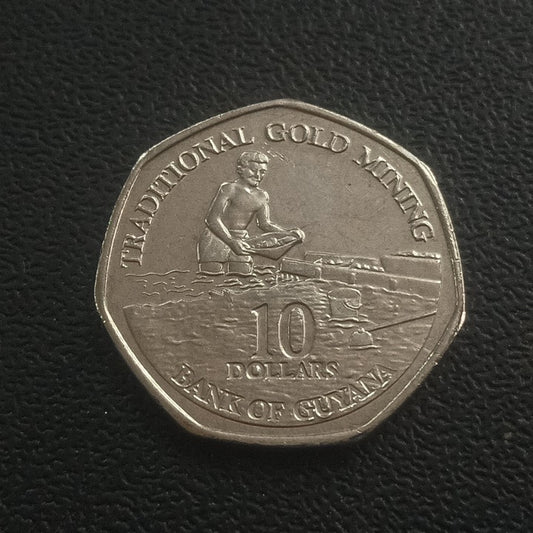 TRADITIONAL GOLD MINING
10
DOLLARS
BANK OF GUYANA